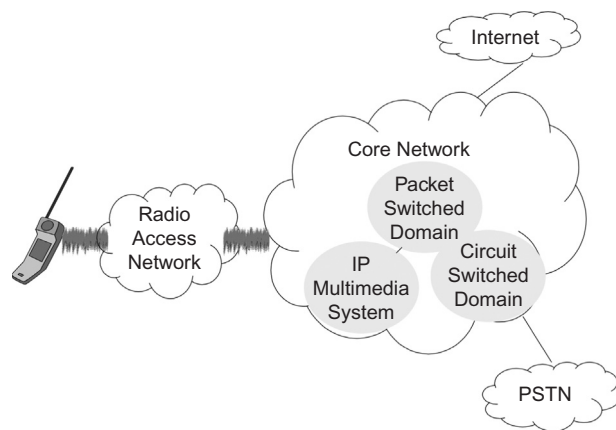 Internet
Core Network
Packet
Switched
Domain
Radio
Access
Network
IP
Multimedia
System
Circuit
Switched
Domain
PSTN